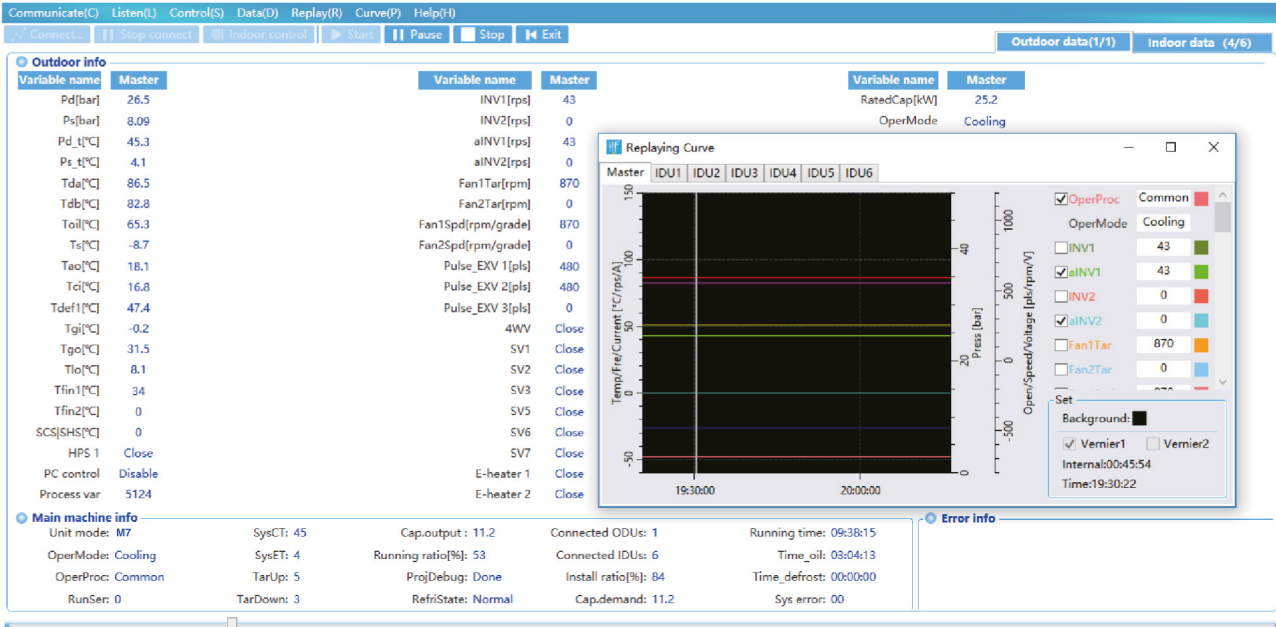 Communicate(C) Listen(L) Control(S) Data(D) Replay(R) Curve(P) Help(H)
Connect... Stop connect Indoor control Start Pause Stop Exit
Outdoor data(1/1) Indoor data (4/6)
Outdoor info
Variable name Master Variable name Master Variable name Master
Pd[bar] 26.5 INV1[rps] 43 RatedCap[kW] 25.2
Ps[bar] 8.09 INV2[rps] 0 OperMode Cooling
Pd_t[°C] 45.3 aINV1[rps] 43
Ps_t[°C] 4.1 aINV2[rps] 0
Tda[°C] 86.5 Fan1Tar[rpm] 870
Tdb[°C] 82.8 Fan2Tar[rpm] 0
Toil[°C] 65.3 Fan1Spd[rpm/grade] 870
Ts[°C] -8.7 Fan2Spd[rpm/grade] 0
Tao[°C] 18.1 Pulse_EXV 1[pls] 480
Tci[°C] 16.8 Pulse_EXV 2[pls] 480
Tdef1[°C] 47.4 Pulse_EXV 3[pls] 0
Tgi[°C] -0.2 4WV Close
Tgo[°C] 31.5 SV1 Close
Tlo[°C] 8.1 SV2 Close
Tfin1[°C] 34 SV3 Close
Tfin2[°C] 0 SV5 Close
SCS|SHS[°C] 0 SV6 Close
HPS 1 Close SV7 Close
PC control Disable E-heater 1 Close
Process var 5124 E-heater 2 Close
Replaying Curve
Master IDU1 IDU2 IDU3 IDU4 IDU5 IDU6
Temp/Fre/Current [°C/rps/A]
150
100
50
0
-50
19:30:00 20:00:00
Press [bar]
40
20
0
Open/Speed/Voltage [pls/rpm/V]
1000
500
0
-500
OperProc Common
OperMode Cooling
INV1 43
aINV1 43
INV2 0
aINV2 0
Fan1Tar 870
Fan2Tar 0
Set
Background:
Vernier1 Vernier2
Internal:00:45:54
Time:19:30:22
Main machine info
Unit mode: M7 SysCT: 45 Cap.output : 11.2 Connected ODUs: 1 Running time: 09:38:15
OperMode: Cooling SysET: 4 Running ratio[%]: 53 Connected IDUs: 6 Time_oil: 03:04:13
OperProc: Common TarUp: 5 ProjDebug: Done Install ratio[%]: 84 Time_defrost: 00:00:00
RunSer: 0 TarDown: 3 RefriState: Normal Cap.demand: 11.2 Sys error: 00
Error info